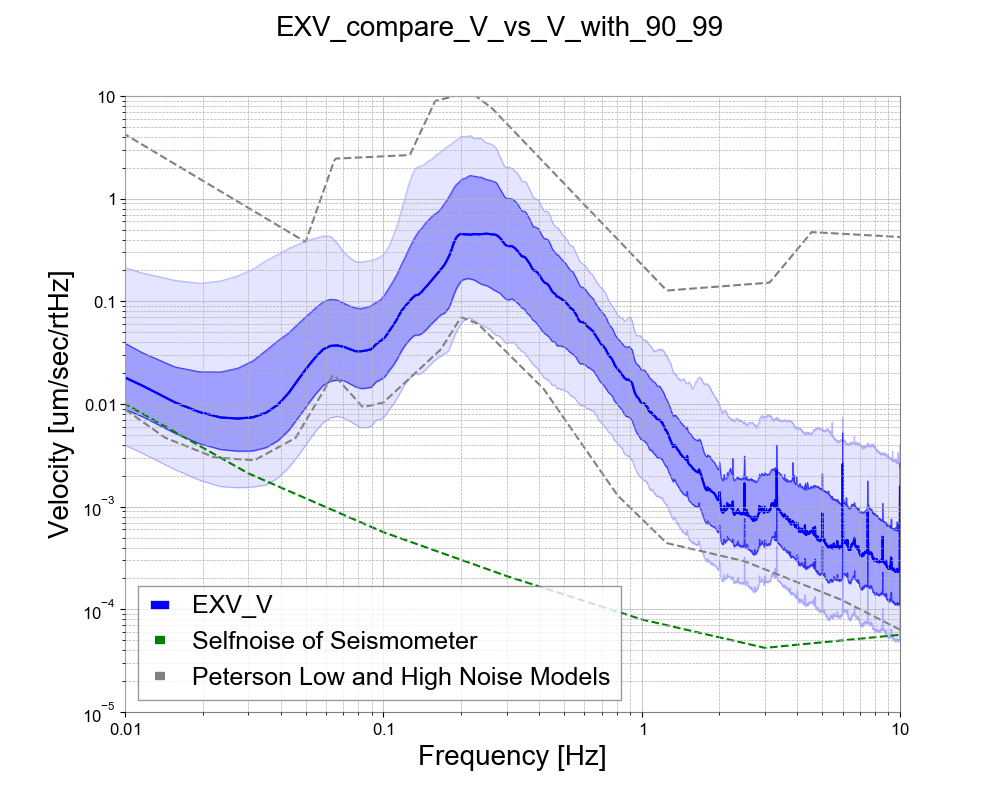 EXV_compare_V_vs_V_with_90_99
Velocity [um/sec/rtHz]
10
1
0.1
0.01
10⁻³
10⁻⁴
10⁻⁵
EXV_V
Selfnoise of Seismometer
Peterson Low and High Noise Models
0.01 0.1 1 10
Frequency [Hz]